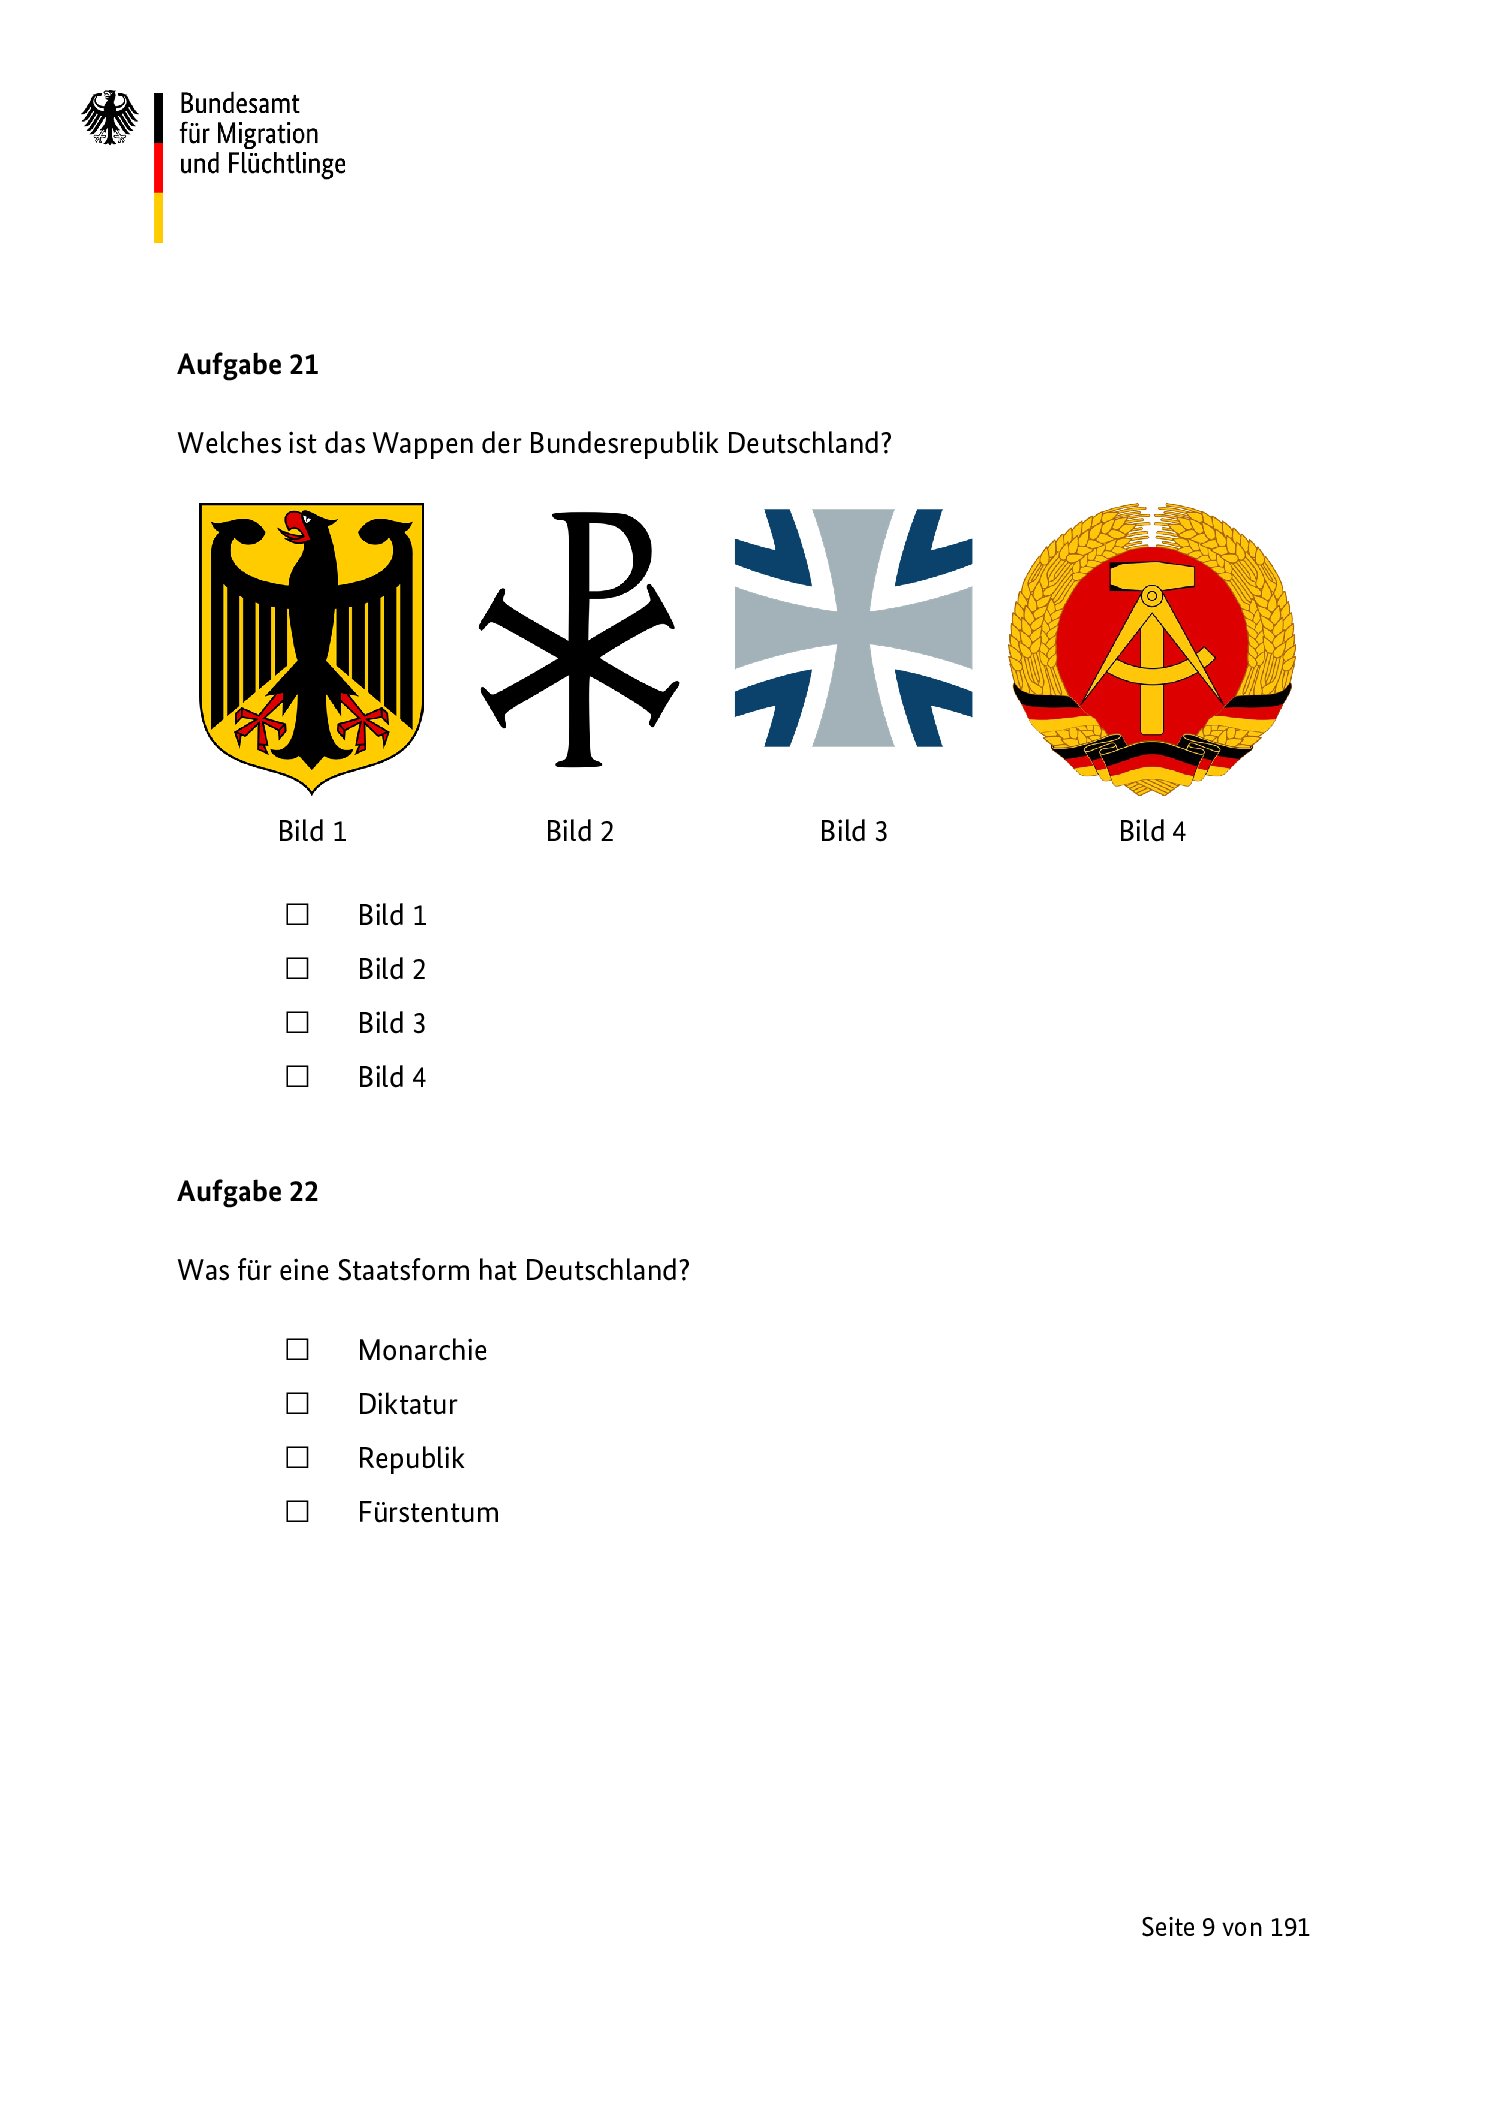 Bundesamt
für Migration
und Flüchtlinge
Aufgabe 21
Welches ist das Wappen der Bundesrepublik Deutschland?
Bild 1 Bild 2 Bild 3 Bild 4
☐ Bild 1
☐ Bild 2
☐ Bild 3
☐ Bild 4
Aufgabe 22
Was für eine Staatsform hat Deutschland?
☐ Monarchie
☐ Diktatur
☐ Republik
☐ Fürstentum
Seite 9 von 191